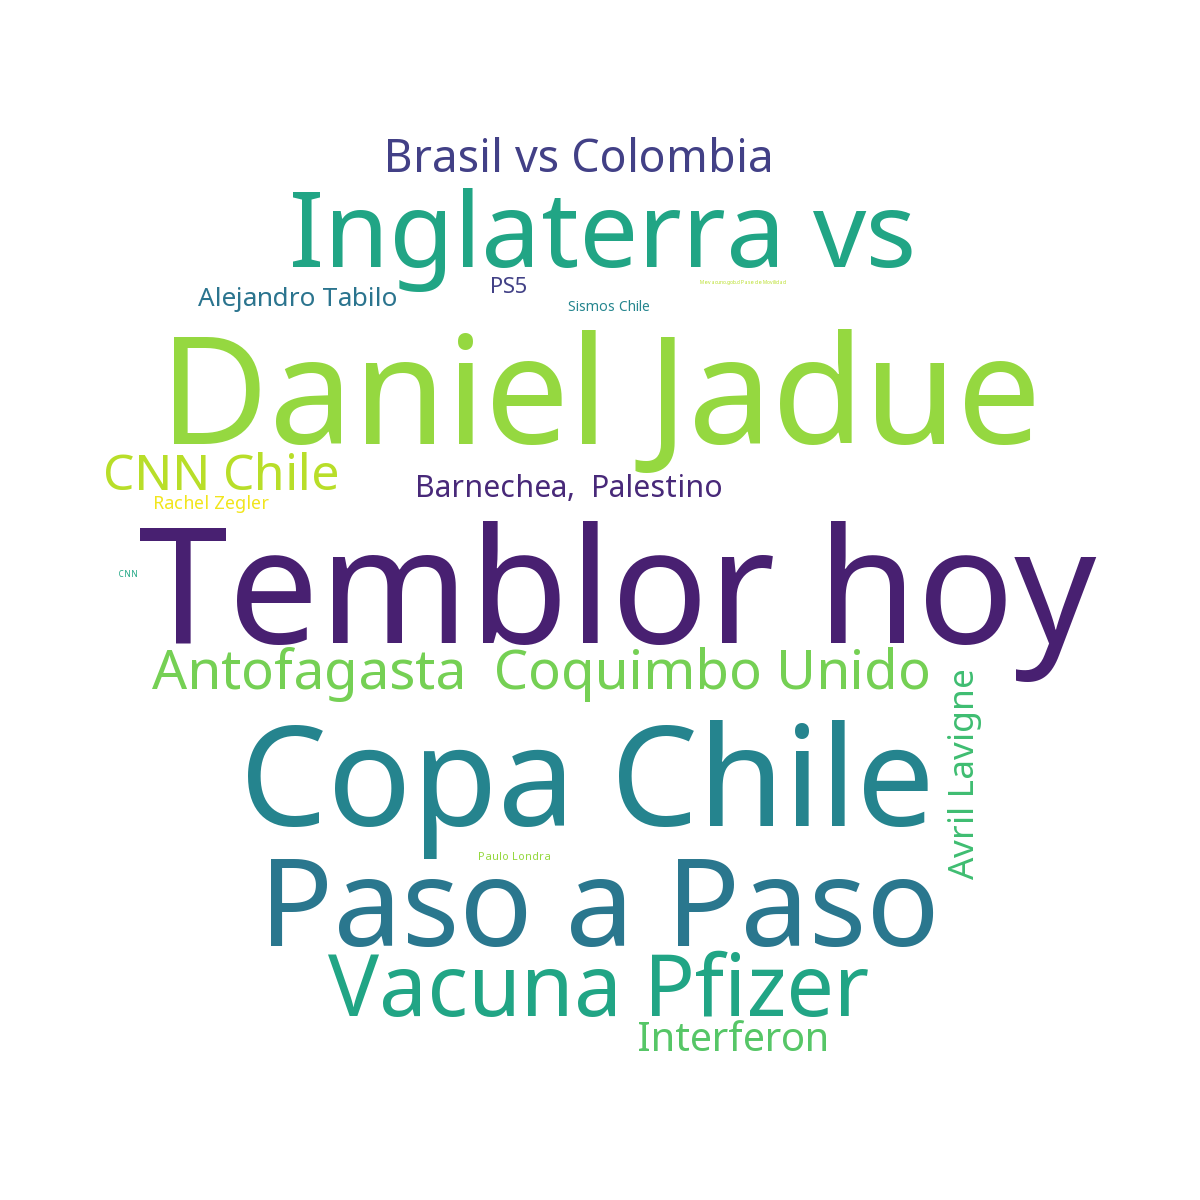 Brasil vs Colombia
Inglaterra vs
Alejandro Tabilo
PS5
Sismos Chile
Daniel Jadue
CNN Chile
Barnechea, Palestino
Rachel Zegler
Temblor hoy
CNN
Antofagasta Coquimbo Unido
Avril Lavigne
Copa Chile
Paulo Londra
Paso a Paso
Vacuna Pfizer
Interferon